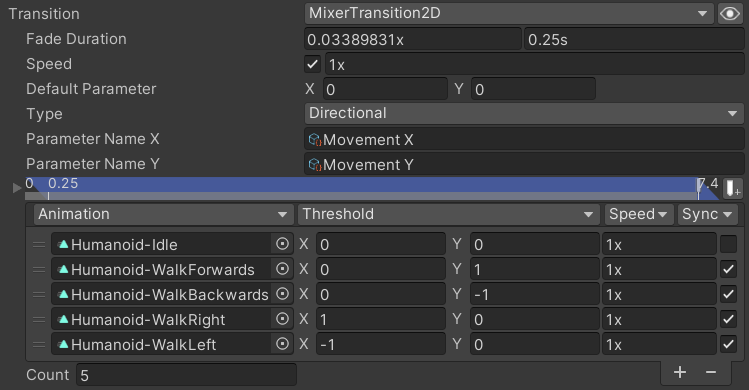 Transition MixerTransition2D
Fade Duration 0.03389831x 0.25s
Speed 1x
Default Parameter X 0 Y 0
Type Directional
Parameter Name X Movement X
Parameter Name Y Movement Y
0 0.25 7.4
Animation Threshold Speed Sync
Humanoid-Idle X 0 Y 0 1x
Humanoid-WalkForwards X 0 Y 1 1x
Humanoid-WalkBackwards X 0 Y -1 1x
Humanoid-WalkRight X 1 Y 0 1x
Humanoid-WalkLeft X -1 Y 0 1x
Count 5 + −